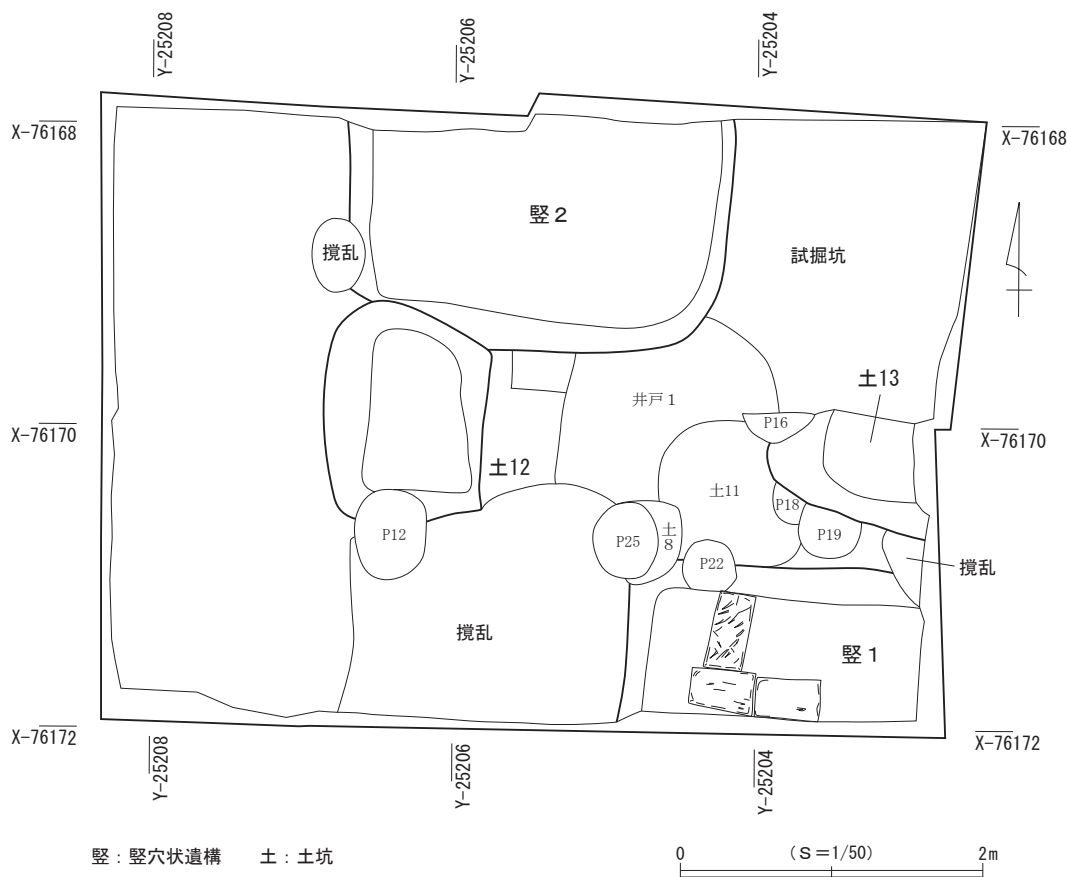 Y-25208
Y-25206
Y-25204
X-76168
X-76168
竪2
攪乱
試掘坑
井戸1
土13
P16
X-76170
X-76170
土12
土11
P18
P12
P25
土8
P19
P22
攪乱
攪乱
竪1
X-76172
X-76172
Y-25208
Y-25206
Y-25204
竪：竪穴状遺構 土：土坑
0 (S＝1/50) 2m